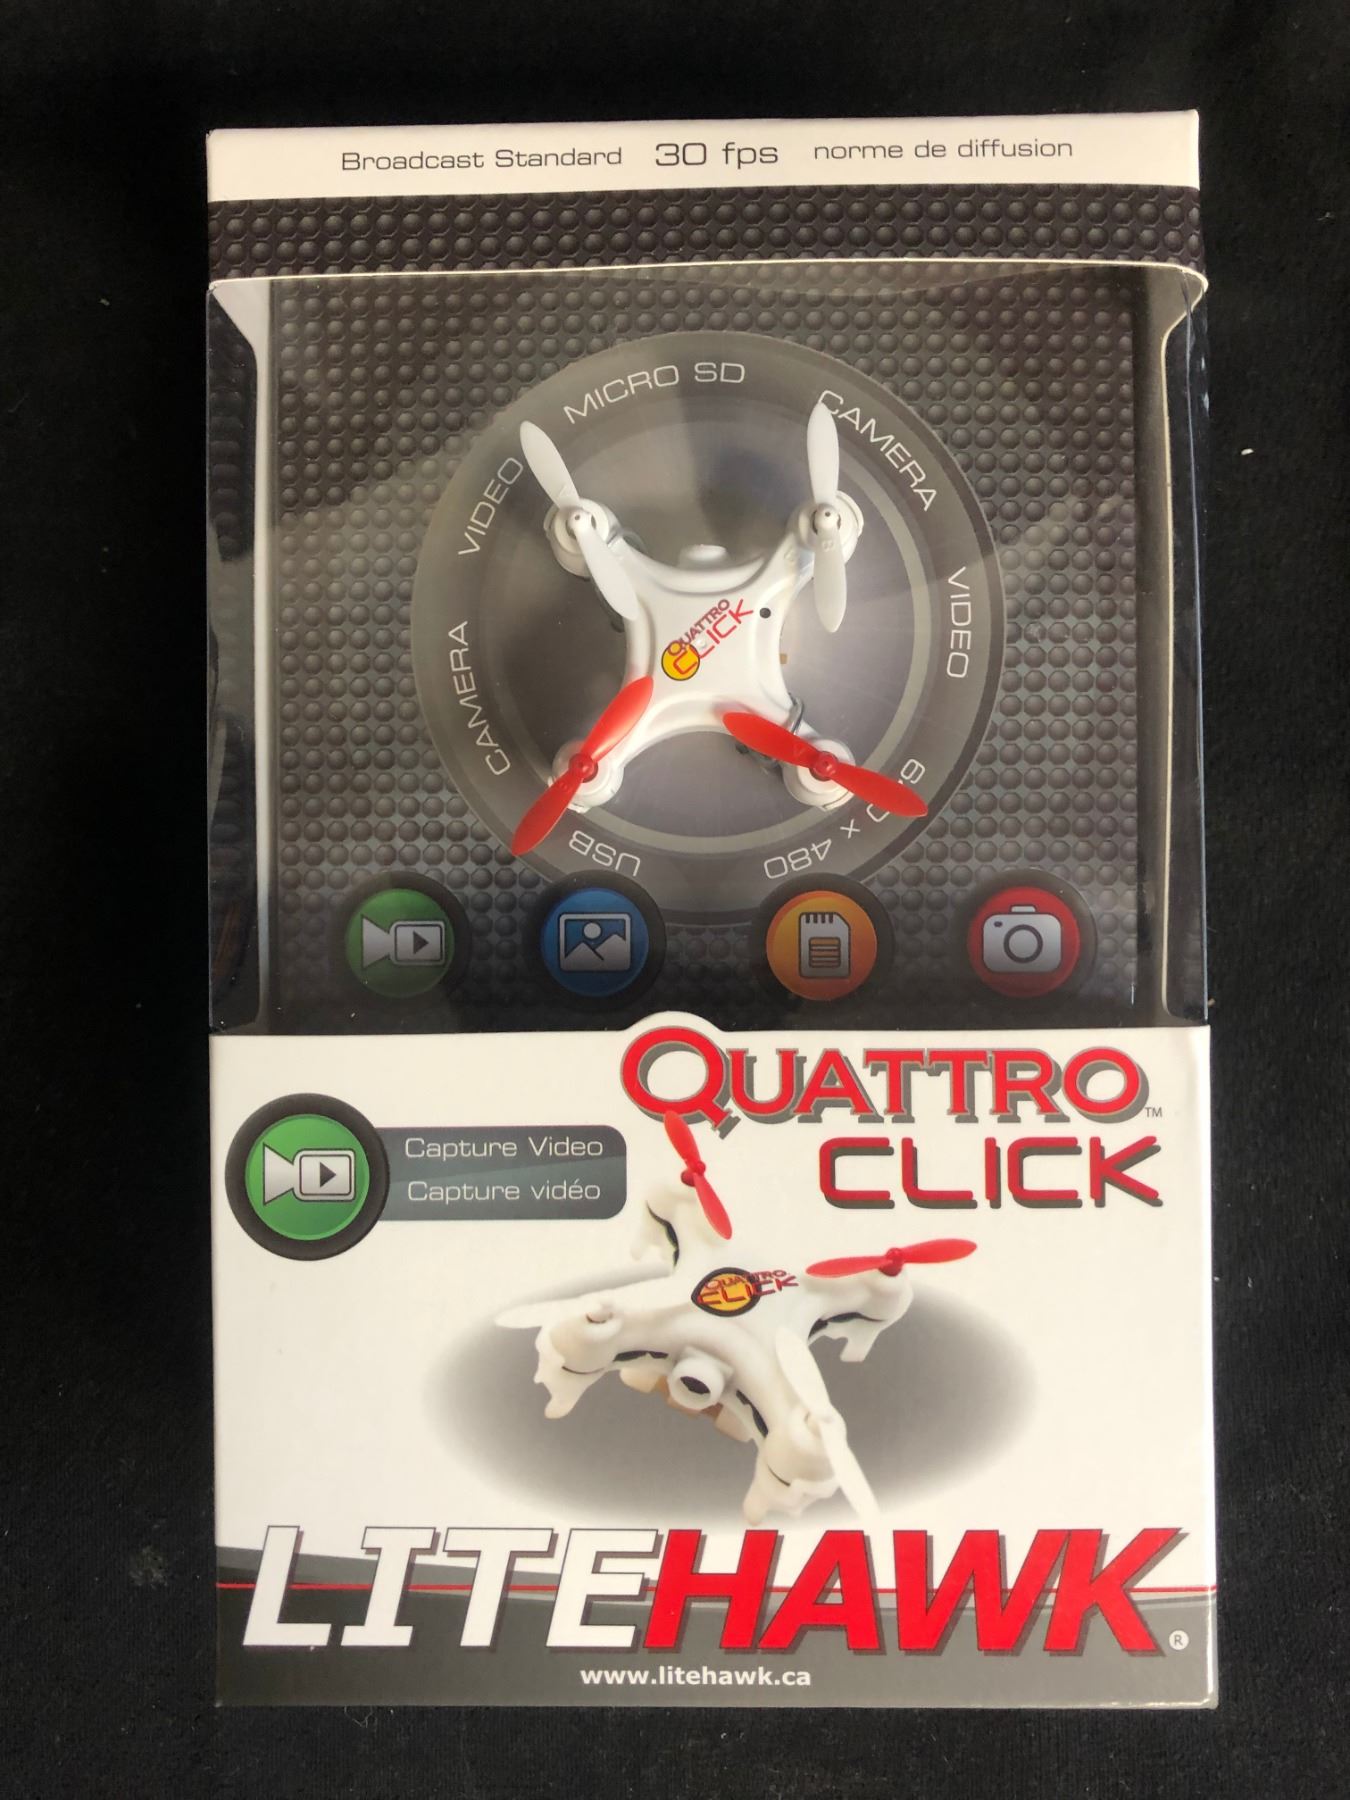 Broadcast Standard 30 fps norme de diffusion
MICRO SD
CAMERA
VIDEO
x 480
USB
CAMERA
VIDEO
QUATTRO
CLICK
QUATTRO™
CLICK
Capture Video
Capture vidéo
QUATTRO
CLICK
LITEHAWK®
www.litehawk.ca